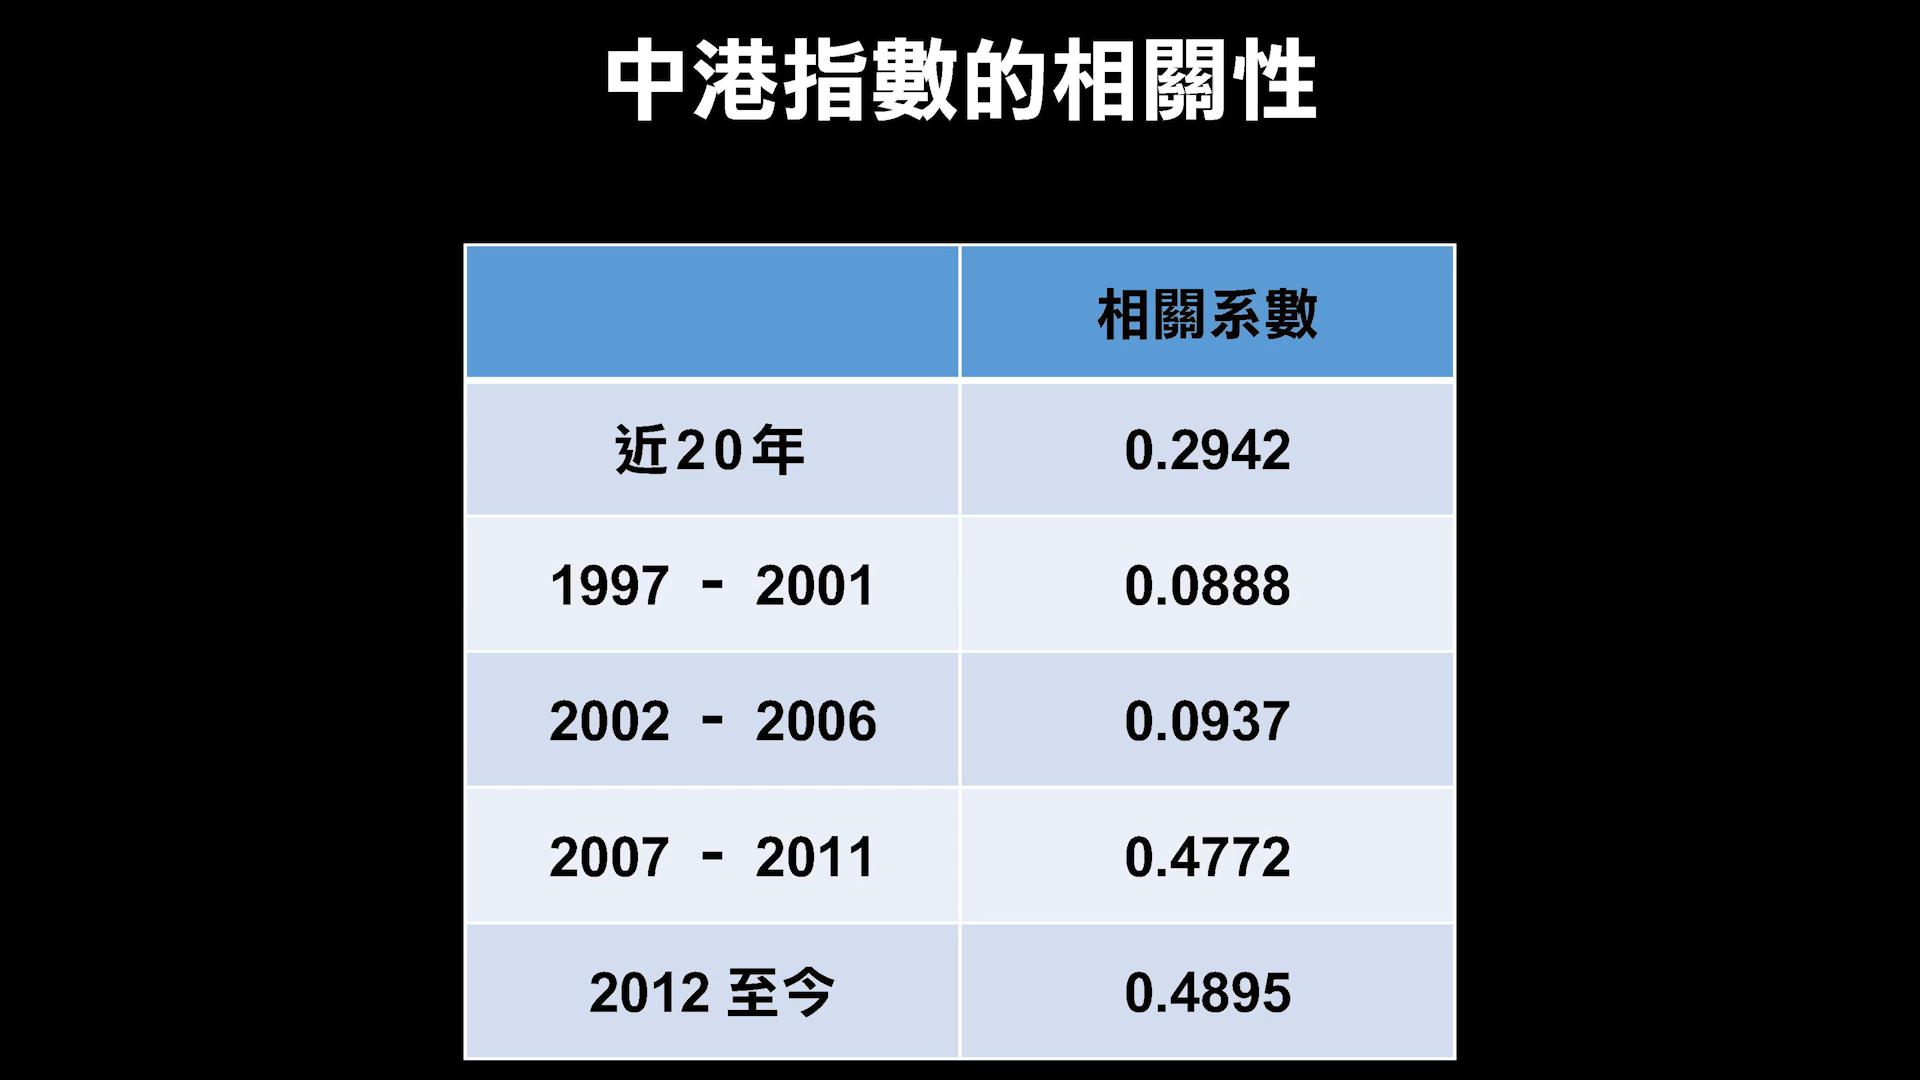 中港指數的相關性
相關系數
近20年 0.2942
1997 - 2001 0.0888
2002 - 2006 0.0937
2007 - 2011 0.4772
2012 至今 0.4895